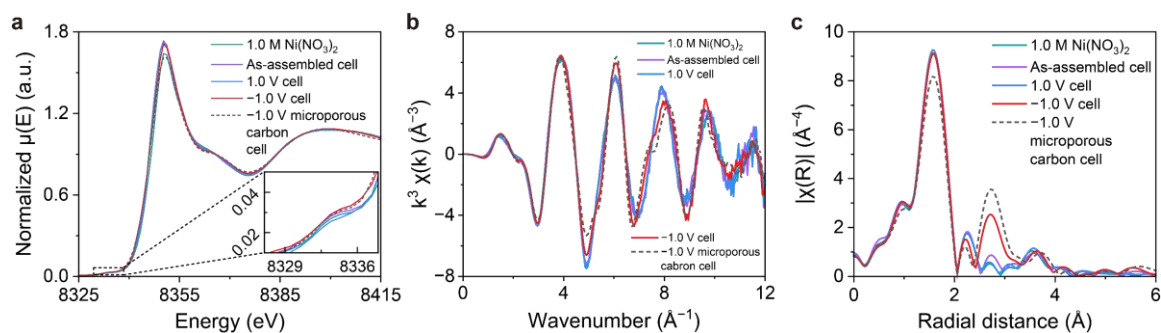 a
Normalized μ(E) (a.u.)
1.8
1.2
0.6
0.0
1.0 M Ni(NO₃)₂
As-assembled cell
1.0 V cell
−1.0 V cell
−1.0 V microporous
carbon
cell
0.04
0.02
8329
8336
8325
8355
8385
8415
Energy (eV)
b
k³ χ(k) (Å⁻³)
8
4
0
−4
−8
1.0 M Ni(NO₃)₂
As-assembled cell
1.0 V cell
−1.0 V cell
−1.0 V microporous
cabron cell
0
4
8
12
Wavenumber (Å⁻¹)
c
|χ(R)| (Å⁻⁴)
10
8
6
4
2
0
1.0 M Ni(NO₃)₂
As-assembled cell
1.0 V cell
−1.0 V cell
−1.0 V
microporous
carbon cell
0
2
4
6
Radial distance (Å)